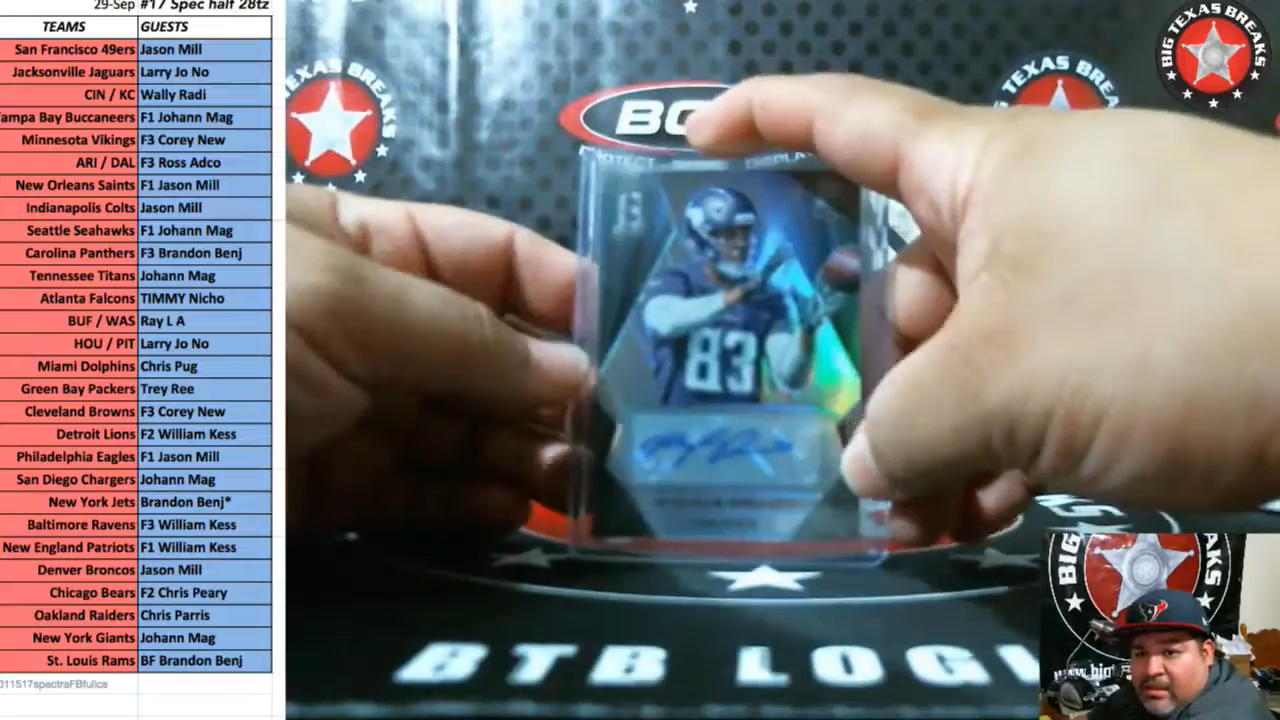 29-Sep #17 Spec half 28tz
TEAMS GUESTS
San Francisco 49ers Jason Mill
Jacksonville Jaguars Larry Jo No
CIN / KC Wally Radi
ampa Bay Buccaneers F1 Johann Mag
Minnesota Vikings F3 Corey New
ARI / DAL F3 Ross Adco
New Orleans Saints F1 Jason Mill
Indianapolis Colts Jason Mill
Seattle Seahawks F1 Johann Mag
Carolina Panthers F3 Brandon Benj
Tennessee Titans Johann Mag
Atlanta Falcons TIMMY Nicho
BUF / WAS Ray L A
HOU / PIT Larry Jo No
Miami Dolphins Chris Pug
Green Bay Packers Trey Ree
Cleveland Browns F3 Corey New
Detroit Lions F2 William Kess
Philadelphia Eagles F1 Jason Mill
San Diego Chargers Johann Mag
New York Jets Brandon Benj*
Baltimore Ravens F3 William Kess
New England Patriots F1 William Kess
Denver Broncos Jason Mill
Chicago Bears F2 Chris Peary
Oakland Raiders Chris Parris
New York Giants Johann Mag
St. Louis Rams BF Brandon Benj
011517spectraFBfullcs
TEXAS BREAKS
BC
TEXAS BREA
BIG TEXAS BREAKS
83
BTB LOGI
BIG BREAKS